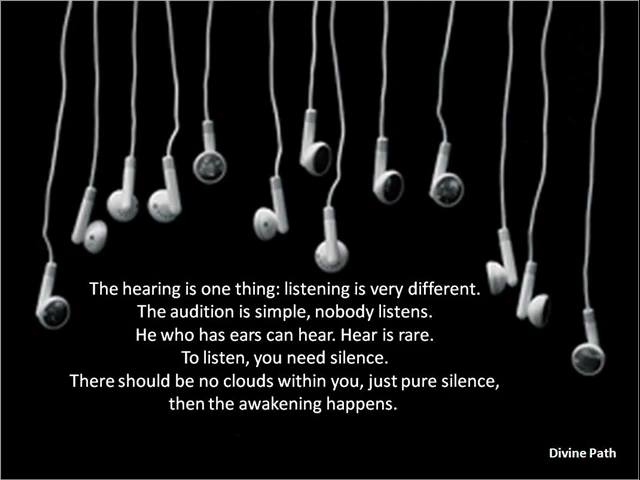 The hearing is one thing: listening is very different.
The audition is simple, nobody listens.
He who has ears can hear. Hear is rare.
To listen, you need silence.
There should be no clouds within you, just pure silence,
then the awakening happens.
Divine Path